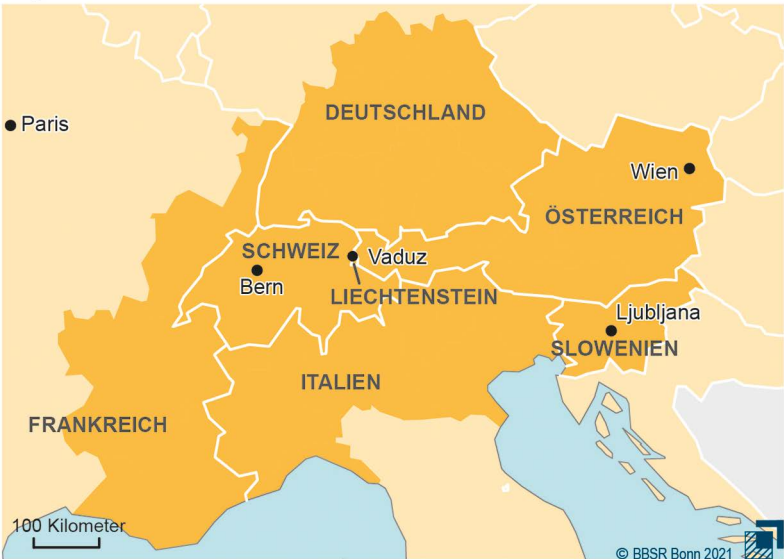 DEUTSCHLAND
Paris
Wien
ÖSTERREICH
SCHWEIZ
Vaduz
Bern
LIECHTENSTEIN
Ljubljana
SLOWENIEN
ITALIEN
FRANKREICH
100 Kilometer
© BBSR Bonn 2021